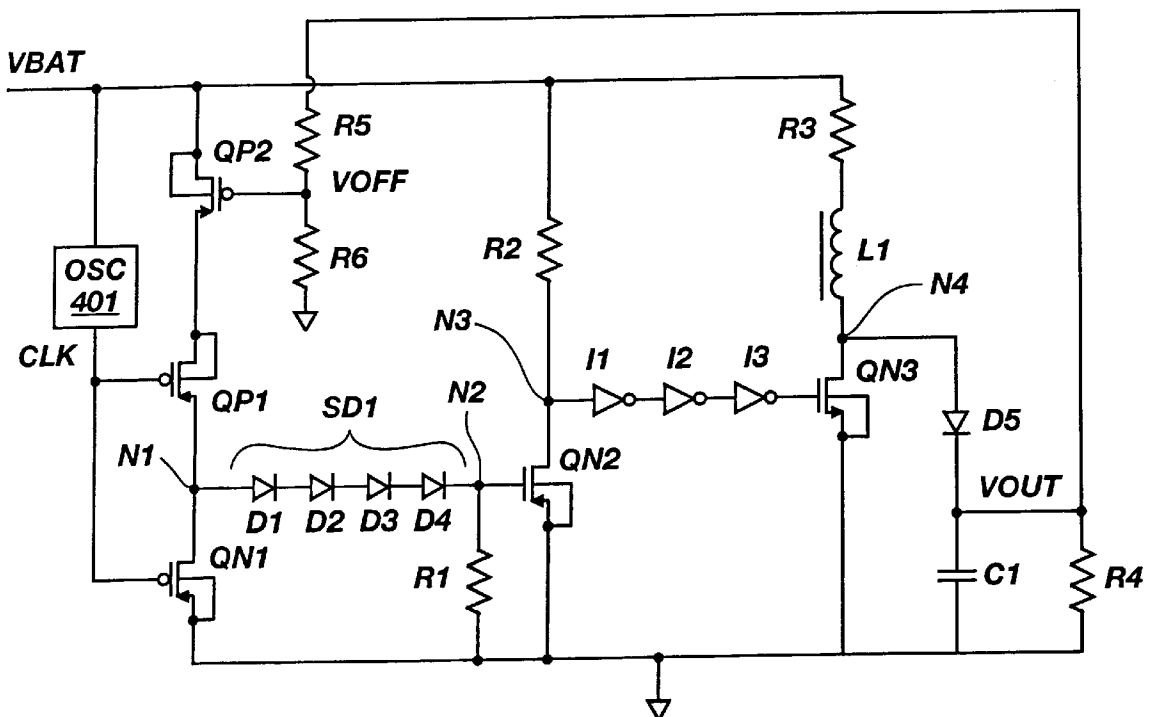 VBAT
R5
R3
QP2
VOFF
R2
R6
L1
OSC
401
N4
N3
CLK
I1
I2
I3
QN3
QP1
SD1
N2
D5
N1
QN2
VOUT
D1
D2
D3
D4
QN1
R1
C1
R4